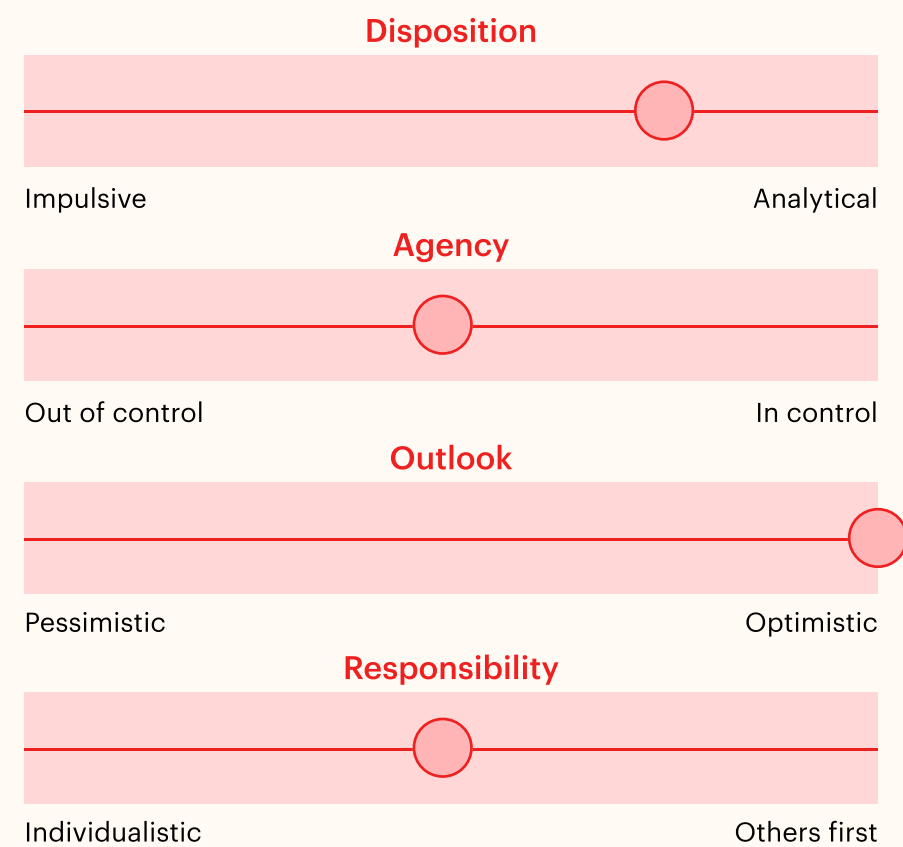 Disposition
Impulsive Analytical
Agency
Out of control In control
Outlook
Pessimistic Optimistic
Responsibility
Individualistic Others first